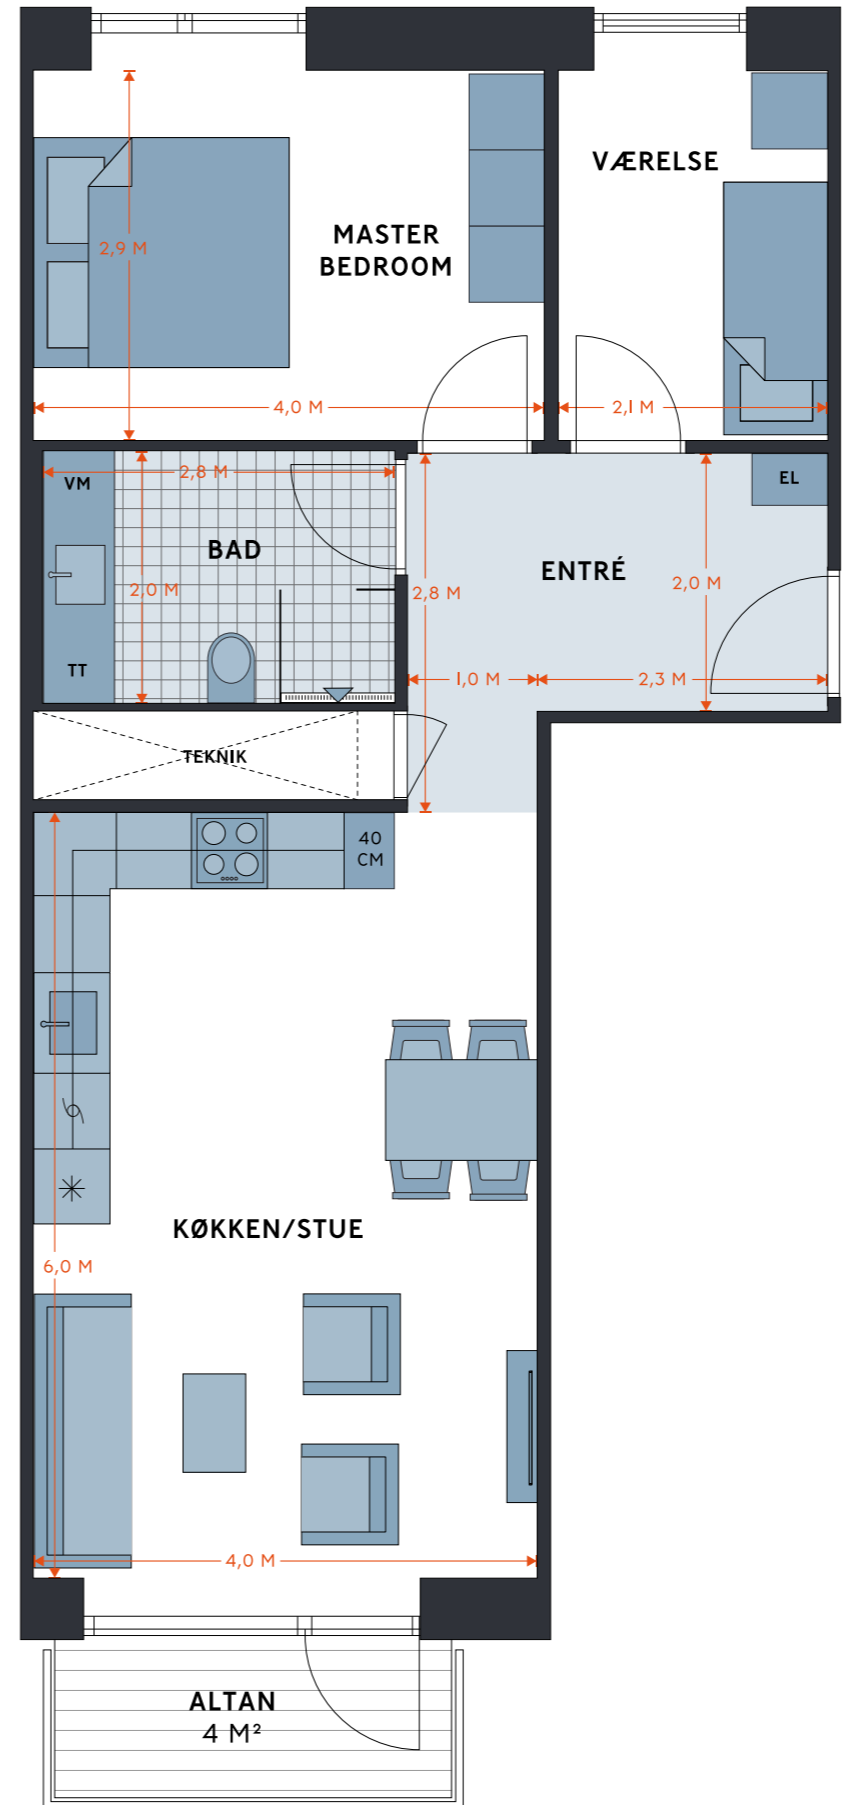 VÆRELSE
MASTER
BEDROOM
2,9 M
4,0 M
2,1 M
2,8 M
VM
EL
BAD
ENTRÉ
2,0 M
2,8 M
2,0 M
TT
1,0 M
2,3 M
TEKNIK
40
CM
KØKKEN/STUE
6,0 M
4,0 M
ALTAN
4 M²